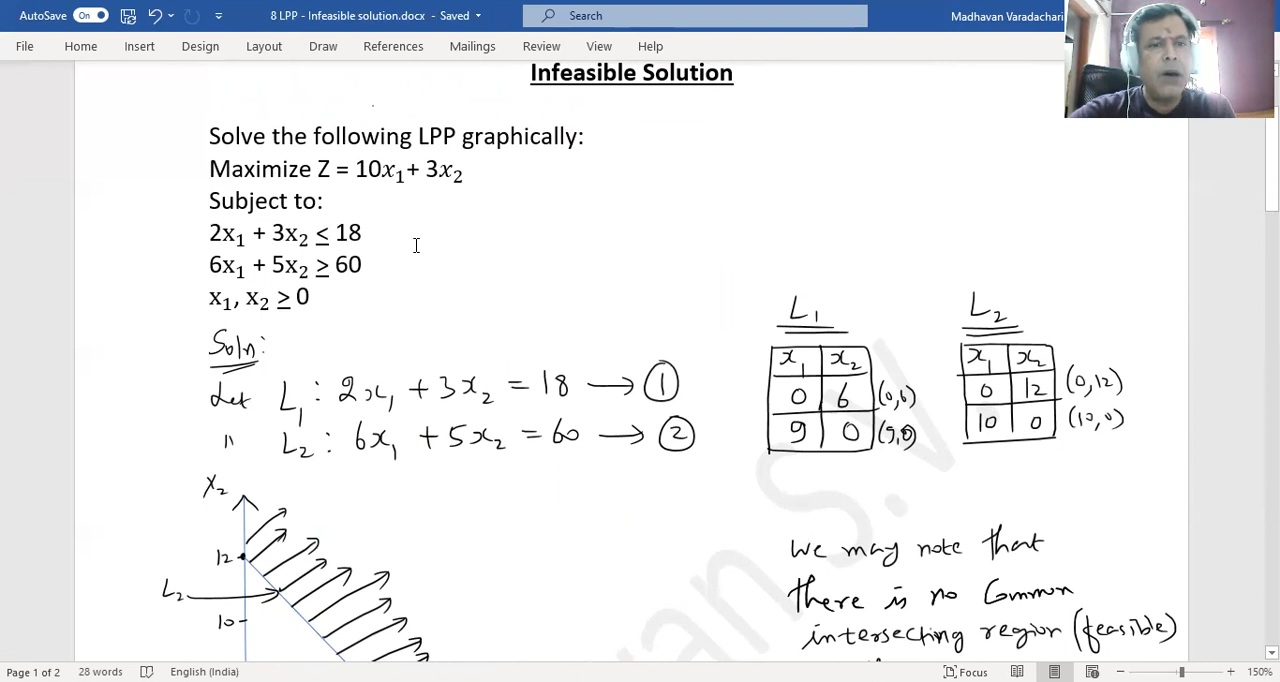 AutoSave On
8 LPP - Infeasible solution.docx - Saved
Search
Madhavan Varadachari
File Home Insert Design Layout Draw References Mailings Review View Help
Infeasible Solution
Solve the following LPP graphically:
Maximize Z = 10x₁+ 3x₂
Subject to:
2x₁ + 3x₂ ≤ 18
6x₁ + 5x₂ ≥ 60
x₁, x₂ ≥ 0
Soln:
Let L₁ : 2x₁ + 3x₂ = 18 → ①
" L₂ : 6x₁ + 5x₂ = 60 → ②
L₁
x₁ x₂
0 6 (0,6)
9 0 (9,0)
L₂
x₁ x₂
0 12 (0,12)
10 0 (10,0)
X₂
12
L₂
10
We may note that
there is no Common
intersecting region (feasible)
van S.V.
Page 1 of 2 28 words English (India) Focus 150%